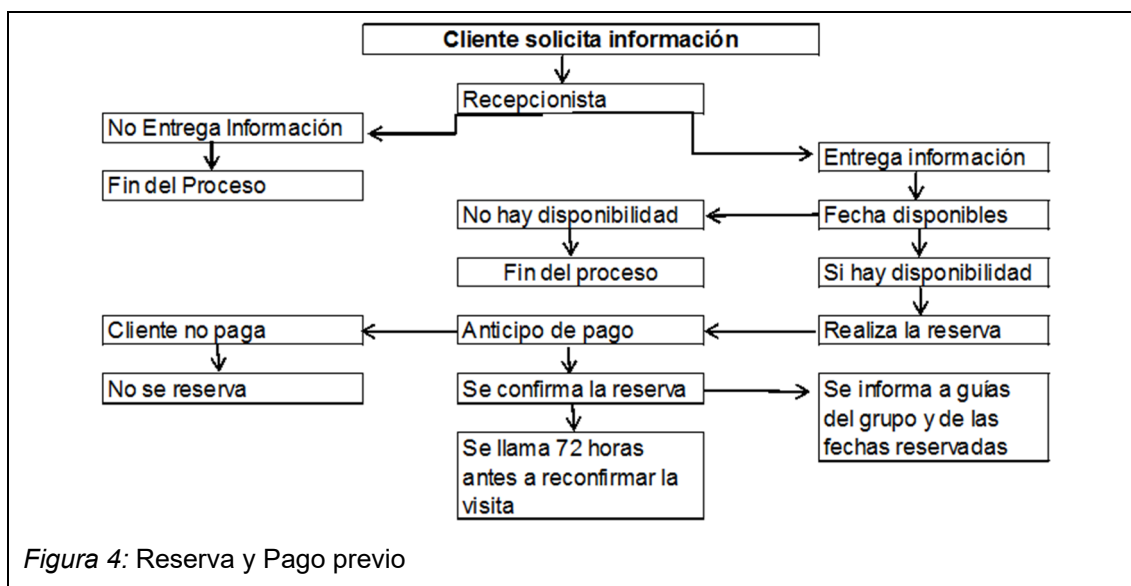 Cliente solicita información
Recepcionista
No Entrega Información
Entrega información
Fin del Proceso
No hay disponibilidad
Fecha disponibles
Fin del proceso
Si hay disponibilidad
Cliente no paga
Anticipo de pago
Realiza la reserva
No se reserva
Se confirma la reserva
Se informa a guías
del grupo y de las
fechas reservadas
Se llama 72 horas
antes a reconfirmar la
visita
Figura 4: Reserva y Pago previo